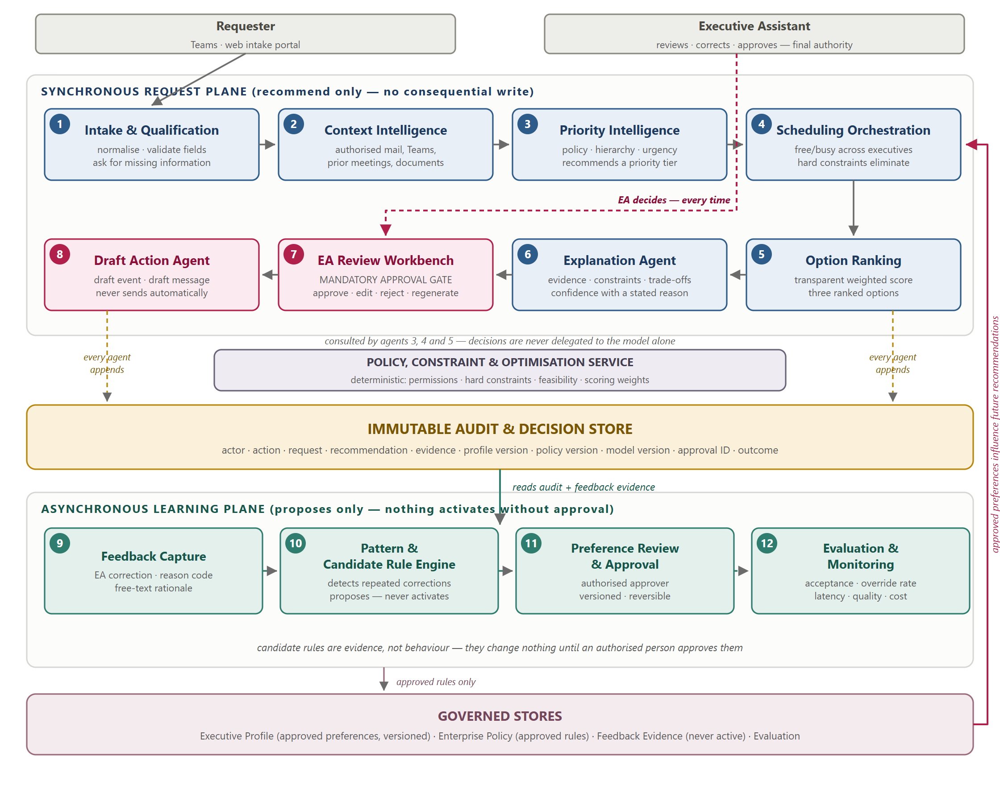 Requester
Teams · web intake portal
Executive Assistant
reviews · corrects · approves — final authority
SYNCHRONOUS REQUEST PLANE (recommend only — no consequential write)
1
Intake & Qualification
normalise · validate fields
ask for missing information
2
Context Intelligence
authorised mail, Teams,
prior meetings, documents
3
Priority Intelligence
policy · hierarchy · urgency
recommends a priority tier
4
Scheduling Orchestration
free/busy across executives
hard constraints eliminate
EA decides — every time
8
Draft Action Agent
draft event · draft message
never sends automatically
7
EA Review Workbench
MANDATORY APPROVAL GATE
approve · edit · reject · regenerate
6
Explanation Agent
evidence · constraints · trade-offs
confidence with a stated reason
5
Option Ranking
transparent weighted score
three ranked options
consulted by agents 3, 4 and 5 — decisions are never delegated to the model alone
every agent
appends
POLICY, CONSTRAINT & OPTIMISATION SERVICE
deterministic: permissions · hard constraints · feasibility · scoring weights
every agent
appends
IMMUTABLE AUDIT & DECISION STORE
actor · action · request · recommendation · evidence · profile version · policy version · model version · approval ID · outcome
reads audit + feedback evidence
ASYNCHRONOUS LEARNING PLANE (proposes only — nothing activates without approval)
9
Feedback Capture
EA correction · reason code
free-text rationale
10
Pattern &
Candidate Rule Engine
detects repeated corrections
proposes — never activates
11
Preference Review
& Approval
authorised approver
versioned · reversible
12
Evaluation &
Monitoring
acceptance · override rate
latency · quality · cost
candidate rules are evidence, not behaviour — they change nothing until an authorised person approves them
approved rules only
GOVERNED STORES
Executive Profile (approved preferences, versioned) · Enterprise Policy (approved rules) · Feedback Evidence (never active) · Evaluation
approved preferences influence future recommendations